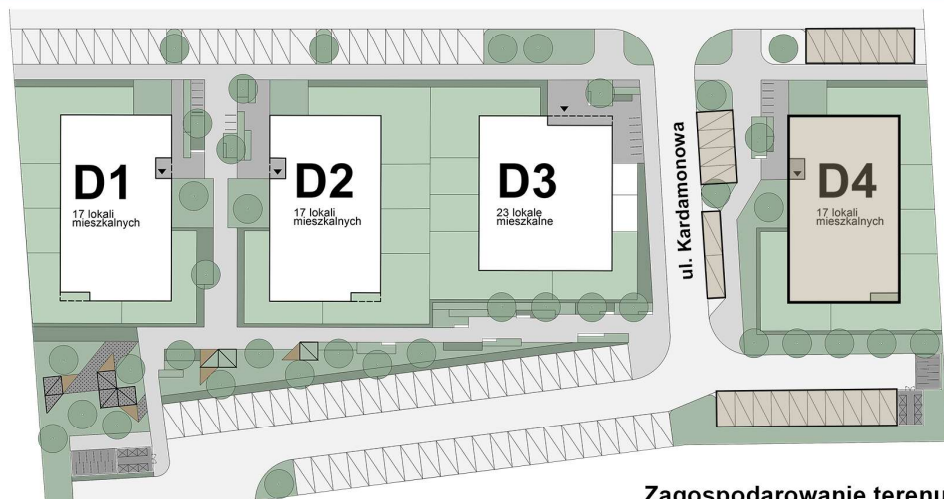 D1
17 lokali
mieszkalnych
D2
17 lokali
mieszkalnych
D3
23 lokale
mieszkalne
ul. Kardamonowa
D4
17 lokali
mieszkalnych
Zagospodarowanie terenu